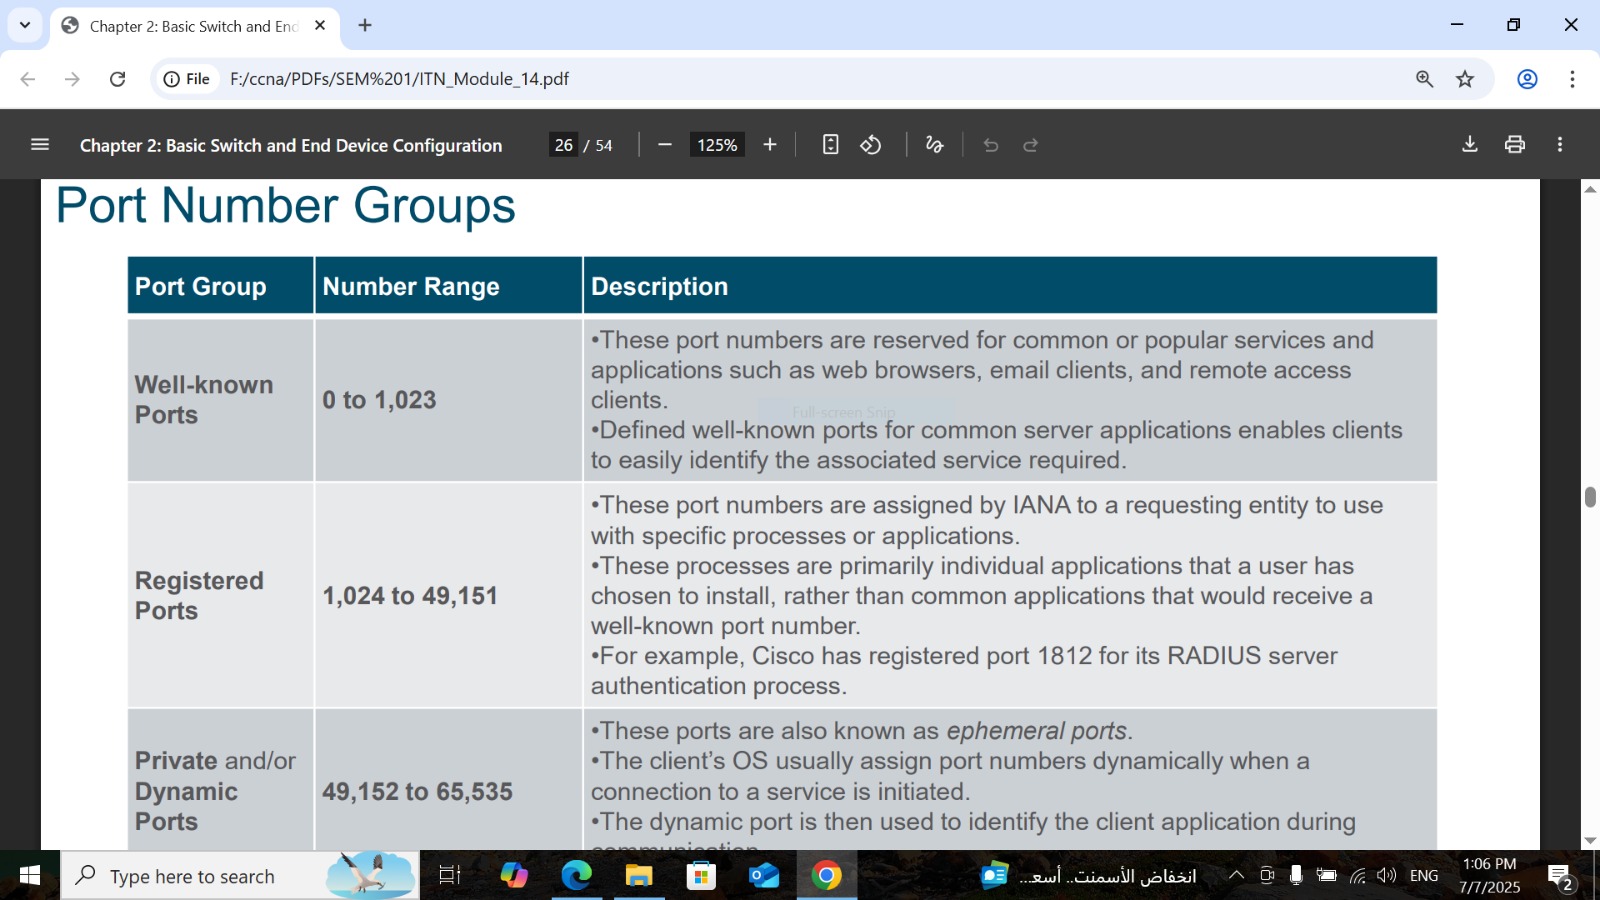 Chapter 2: Basic Switch and End
File
F:/ccna/PDFs/SEM%201/ITN_Module_14.pdf
Chapter 2: Basic Switch and End Device Configuration
26 / 54
125%
Port Number Groups
Port Group
Number Range
Description
Well-known
Ports
0 to 1,023
•These port numbers are reserved for common or popular services and
applications such as web browsers, email clients, and remote access
clients.
•Defined well-known ports for common server applications enables clients
to easily identify the associated service required.
Full-screen Snip
Registered
Ports
1,024 to 49,151
•These port numbers are assigned by IANA to a requesting entity to use
with specific processes or applications.
•These processes are primarily individual applications that a user has
chosen to install, rather than common applications that would receive a
well-known port number.
•For example, Cisco has registered port 1812 for its RADIUS server
authentication process.
Private and/or
Dynamic
Ports
49,152 to 65,535
•These ports are also known as ephemeral ports.
•The client's OS usually assign port numbers dynamically when a
connection to a service is initiated.
•The dynamic port is then used to identify the client application during
Type here to search
انخفاض الأسمنت.. أسعـ...
ENG
1:06 PM
7/7/2025
2